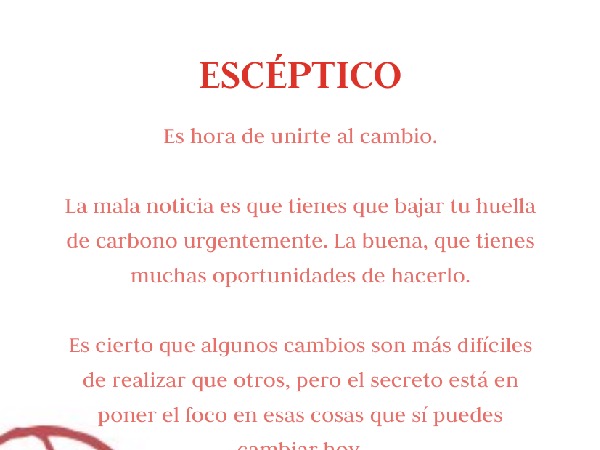 ESCÉPTICO
Es hora de unirte al cambio.
La mala noticia es que tienes que bajar tu huella
de carbono urgentemente. La buena, que tienes
muchas oportunidades de hacerlo.
Es cierto que algunos cambios son más difíciles
de realizar que otros, pero el secreto está en
poner el foco en esas cosas que sí puedes
cambiar hoy